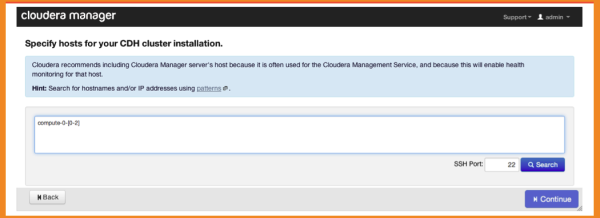 cloudera manager
Support admin
Specify hosts for your CDH cluster installation.
Cloudera recommends including Cloudera Manager server's host because it is often used for the Cloudera Management Service, and because this will enable health
monitoring for that host.
Hint: Search for hostnames and/or IP addresses using patterns.
compute-0-[0-2]
SSH Port: 22 Search
Back
Continue